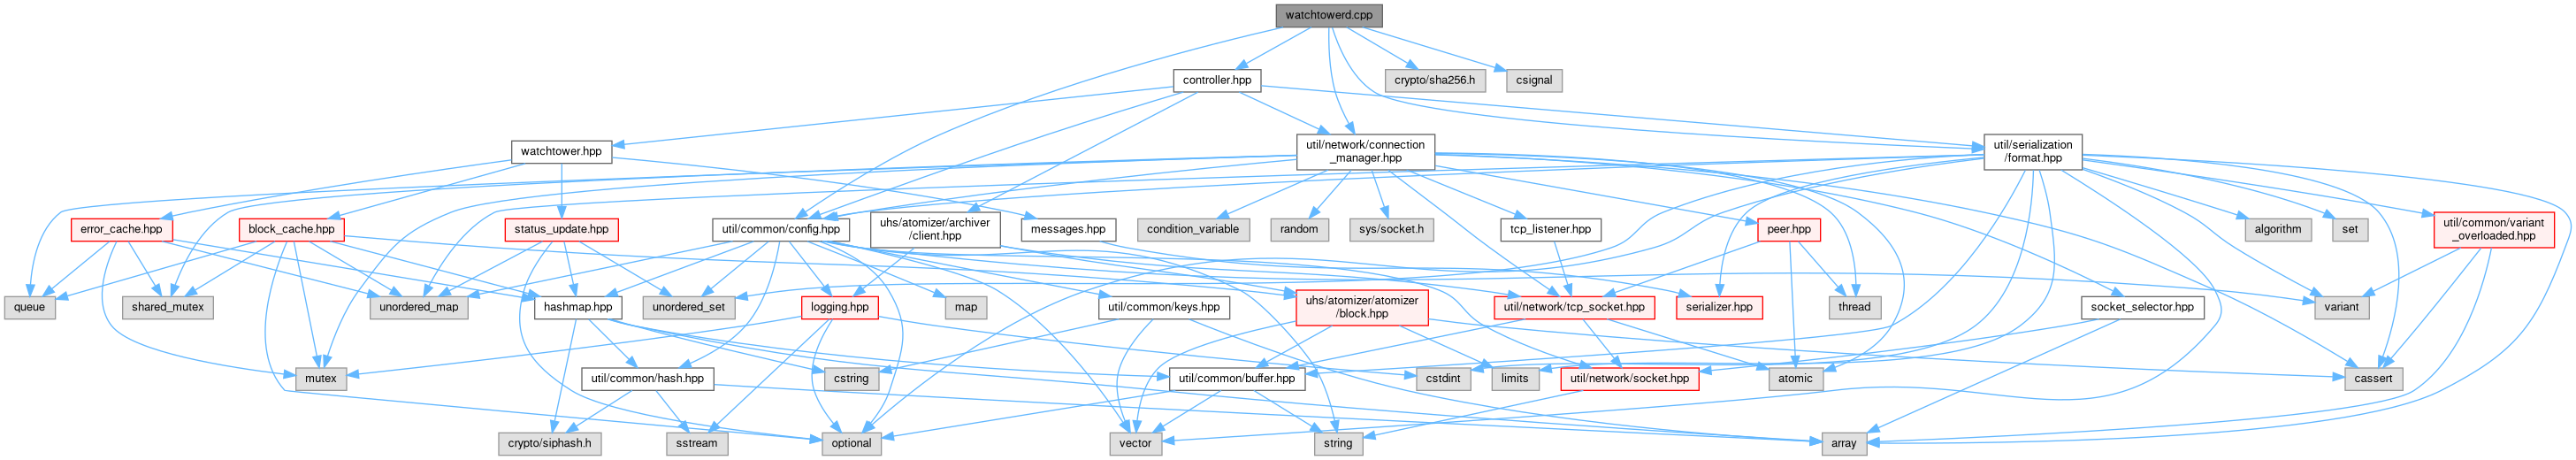 watchtowerd.cpp
controller.hpp
crypto/sha256.h
csignal
watchtower.hpp
util/network/connection
_manager.hpp
util/serialization
/format.hpp
error_cache.hpp
block_cache.hpp
status_update.hpp
util/common/config.hpp
uhs/atomizer/archiver
/client.hpp
messages.hpp
condition_variable
random
sys/socket.h
tcp_listener.hpp
peer.hpp
algorithm
set
util/common/variant
_overloaded.hpp
queue
shared_mutex
unordered_map
hashmap.hpp
unordered_set
logging.hpp
map
util/common/keys.hpp
uhs/atomizer/atomizer
/block.hpp
util/network/tcp_socket.hpp
serializer.hpp
thread
socket_selector.hpp
variant
mutex
util/common/hash.hpp
cstring
util/common/buffer.hpp
cstdint
limits
util/network/socket.hpp
atomic
cassert
crypto/siphash.h
sstream
optional
vector
string
array